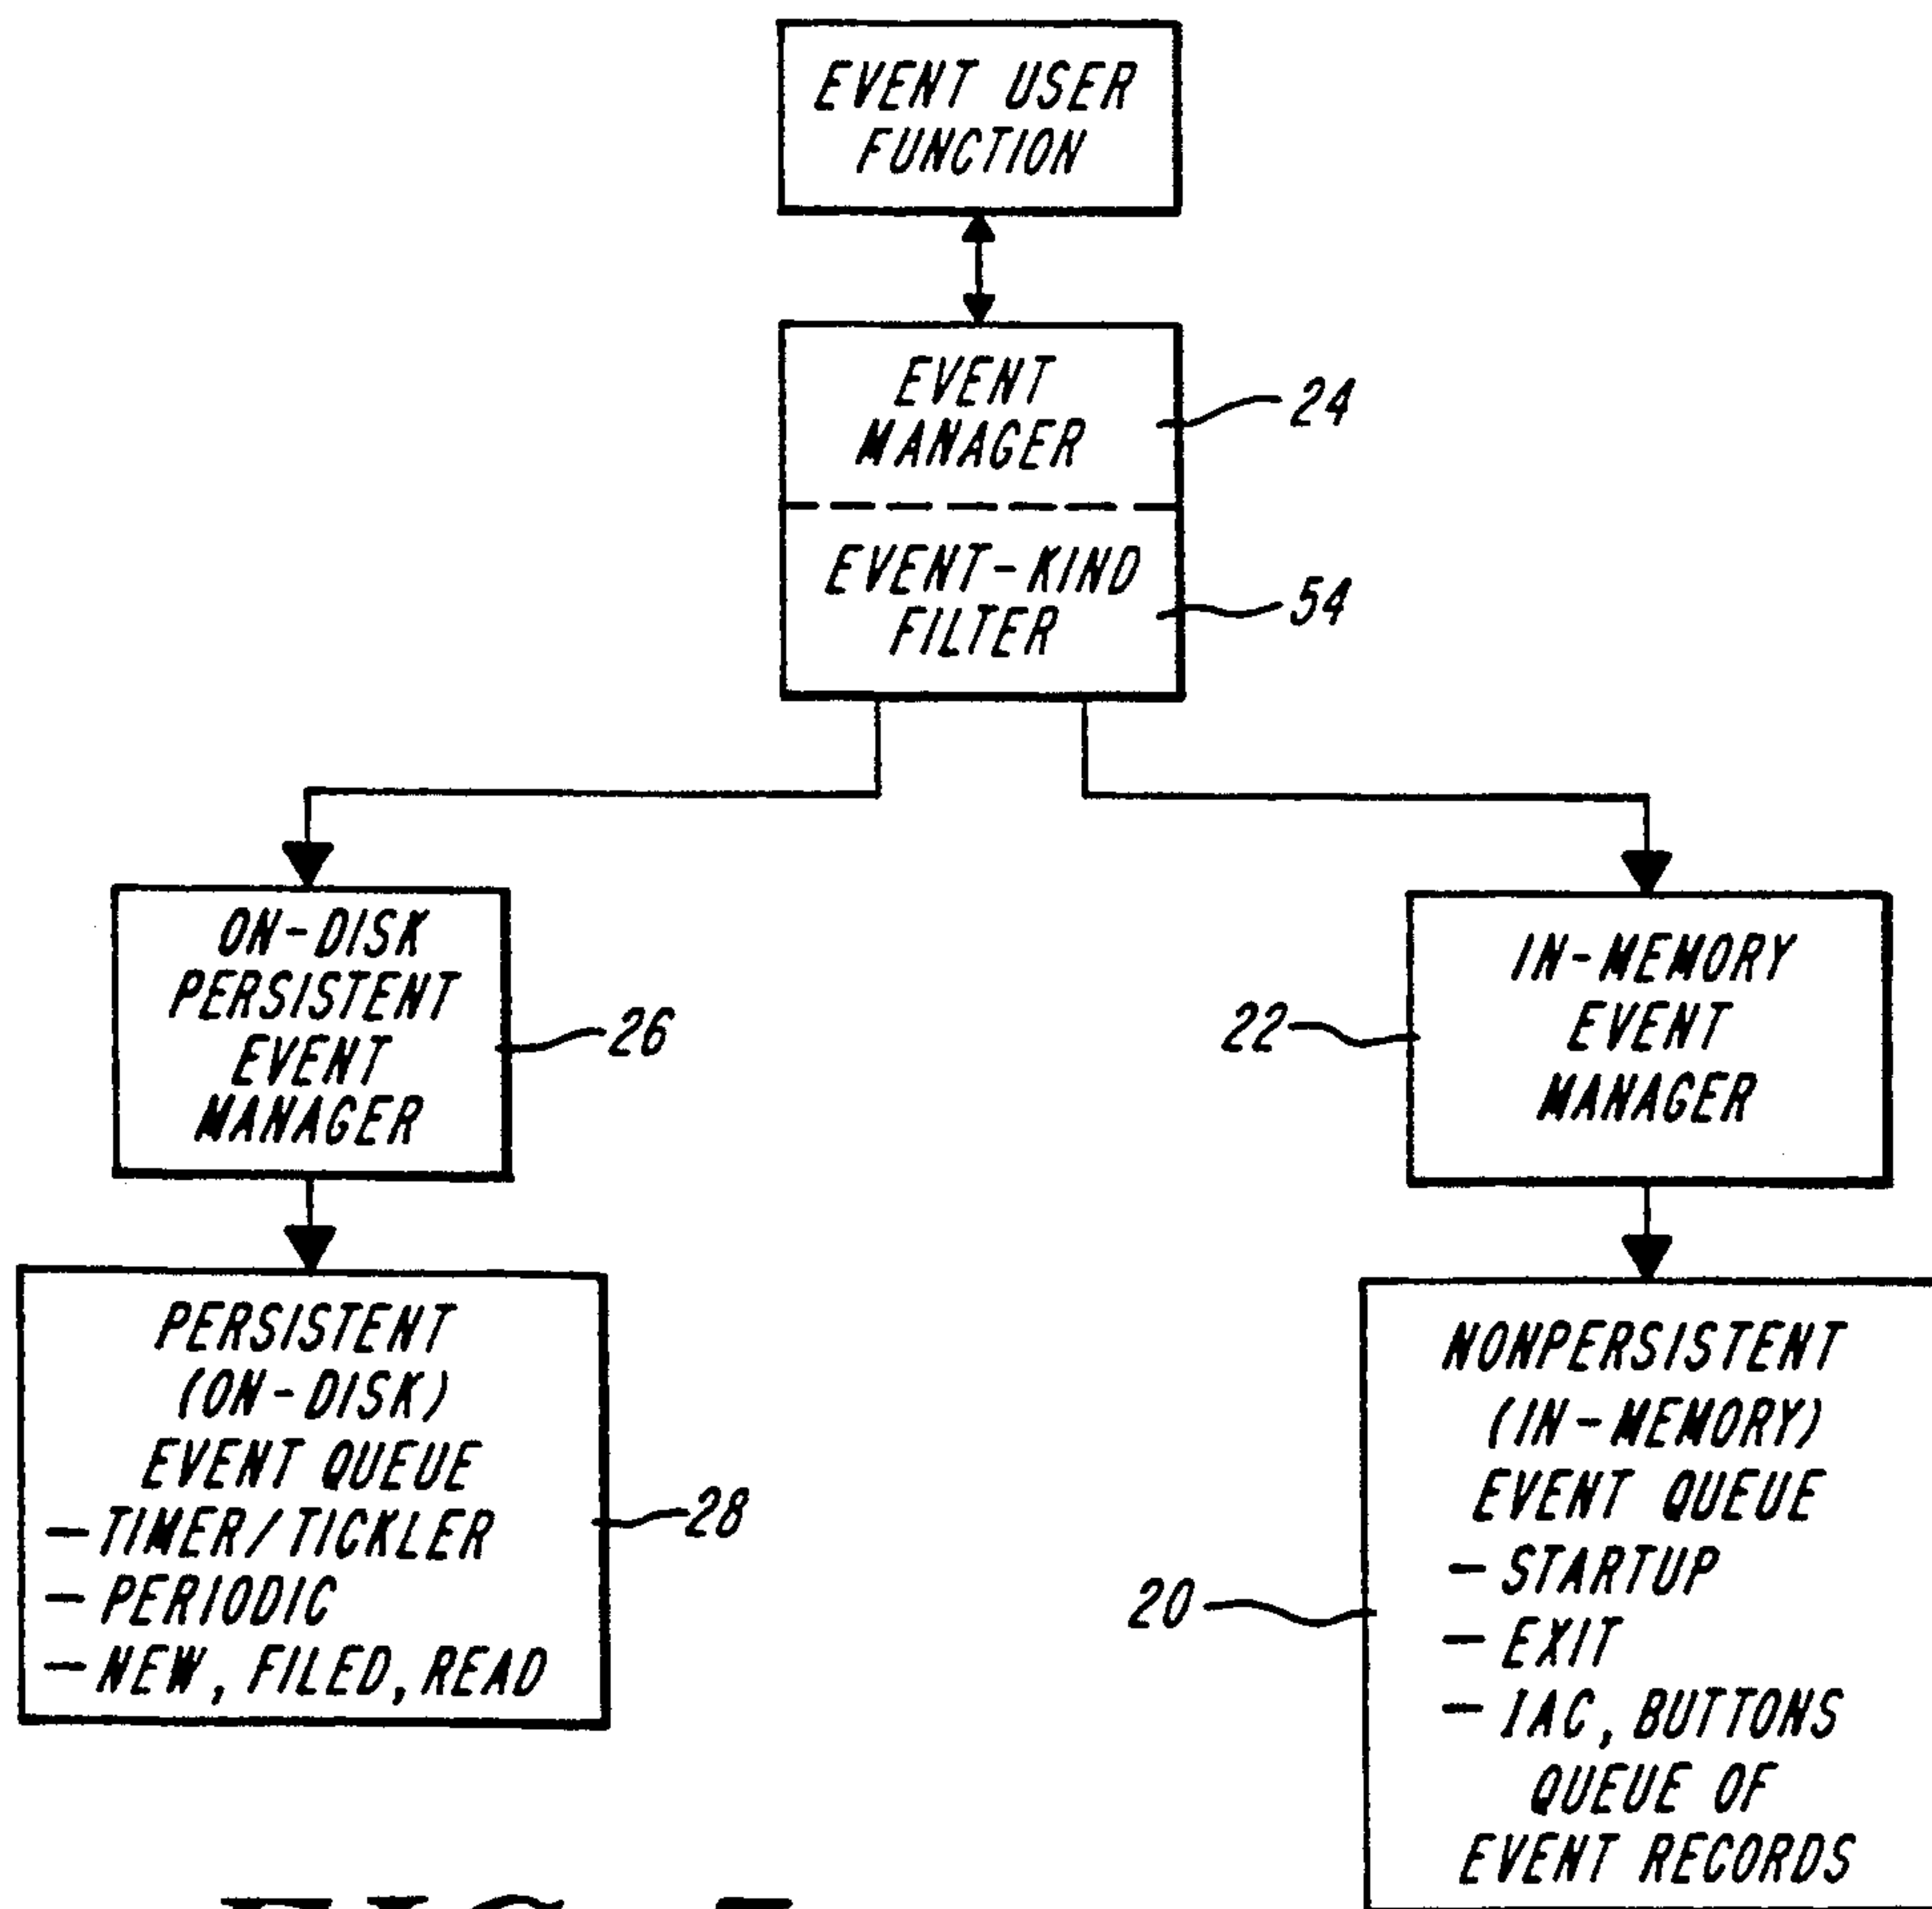 EVENT USER
FUNCTION
EVENT
MANAGER
24
EVENT-KIND
FILTER
54
ON-DISK
PERSISTENT
EVENT
MANAGER
26
22
IN-MEMORY
EVENT
MANAGER
PERSISTENT
(ON-DISK)
EVENT QUEUE
- TIMER/TICKLER
- PERIODIC
- NEW, FILED, READ
28
20
NONPERSISTENT
(IN-MEMORY)
EVENT QUEUE
- STARTUP
- EXIT
- IAC, BUTTONS
QUEUE OF
EVENT RECORDS